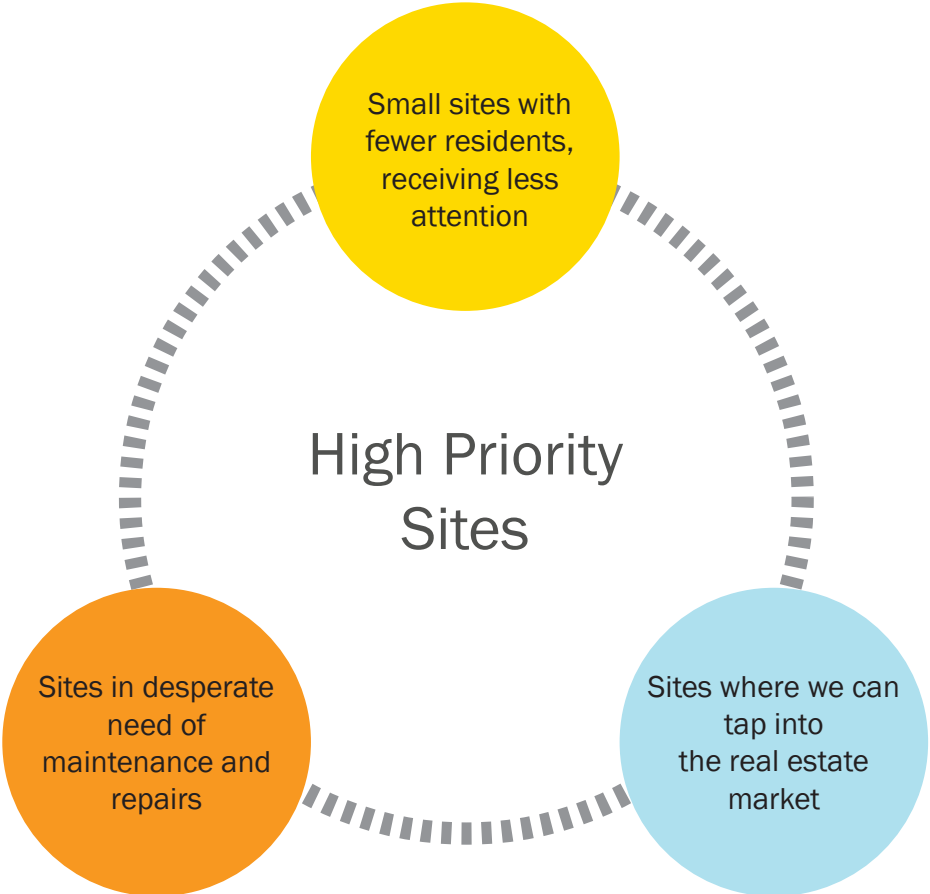 Small sites with
fewer residents,
receiving less
attention
High Priority
Sites
Sites in desperate
need of
maintenance and
repairs
Sites where we can
tap into
the real estate
market